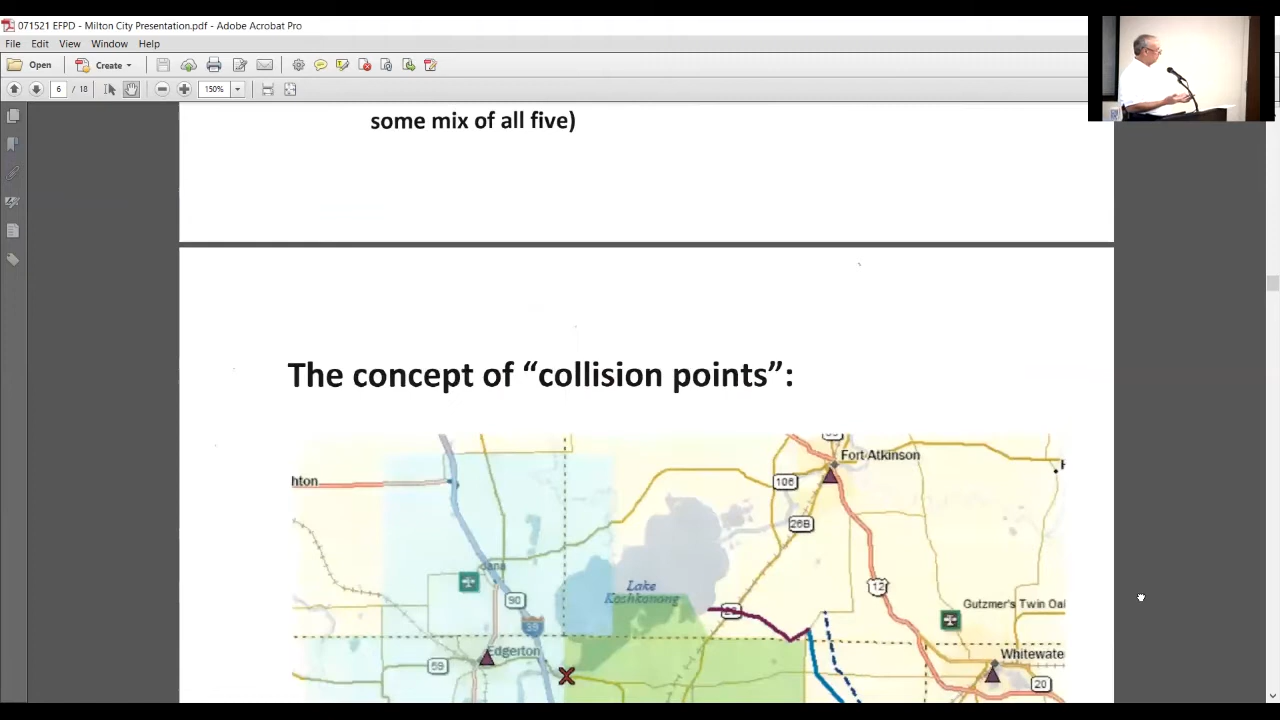 071521 EFPD - Milton City Presentation.pdf - Adobe Acrobat Pro
File Edit View Window Help
Open Create
6 / 18 150%
some mix of all five)
The concept of “collision points”:
Fort Atkinson
hton
106
26B
Lake
Koshkonong
12
90
39
Gutzmer's Twin Oal
Edgerton
59
Whitewate
20